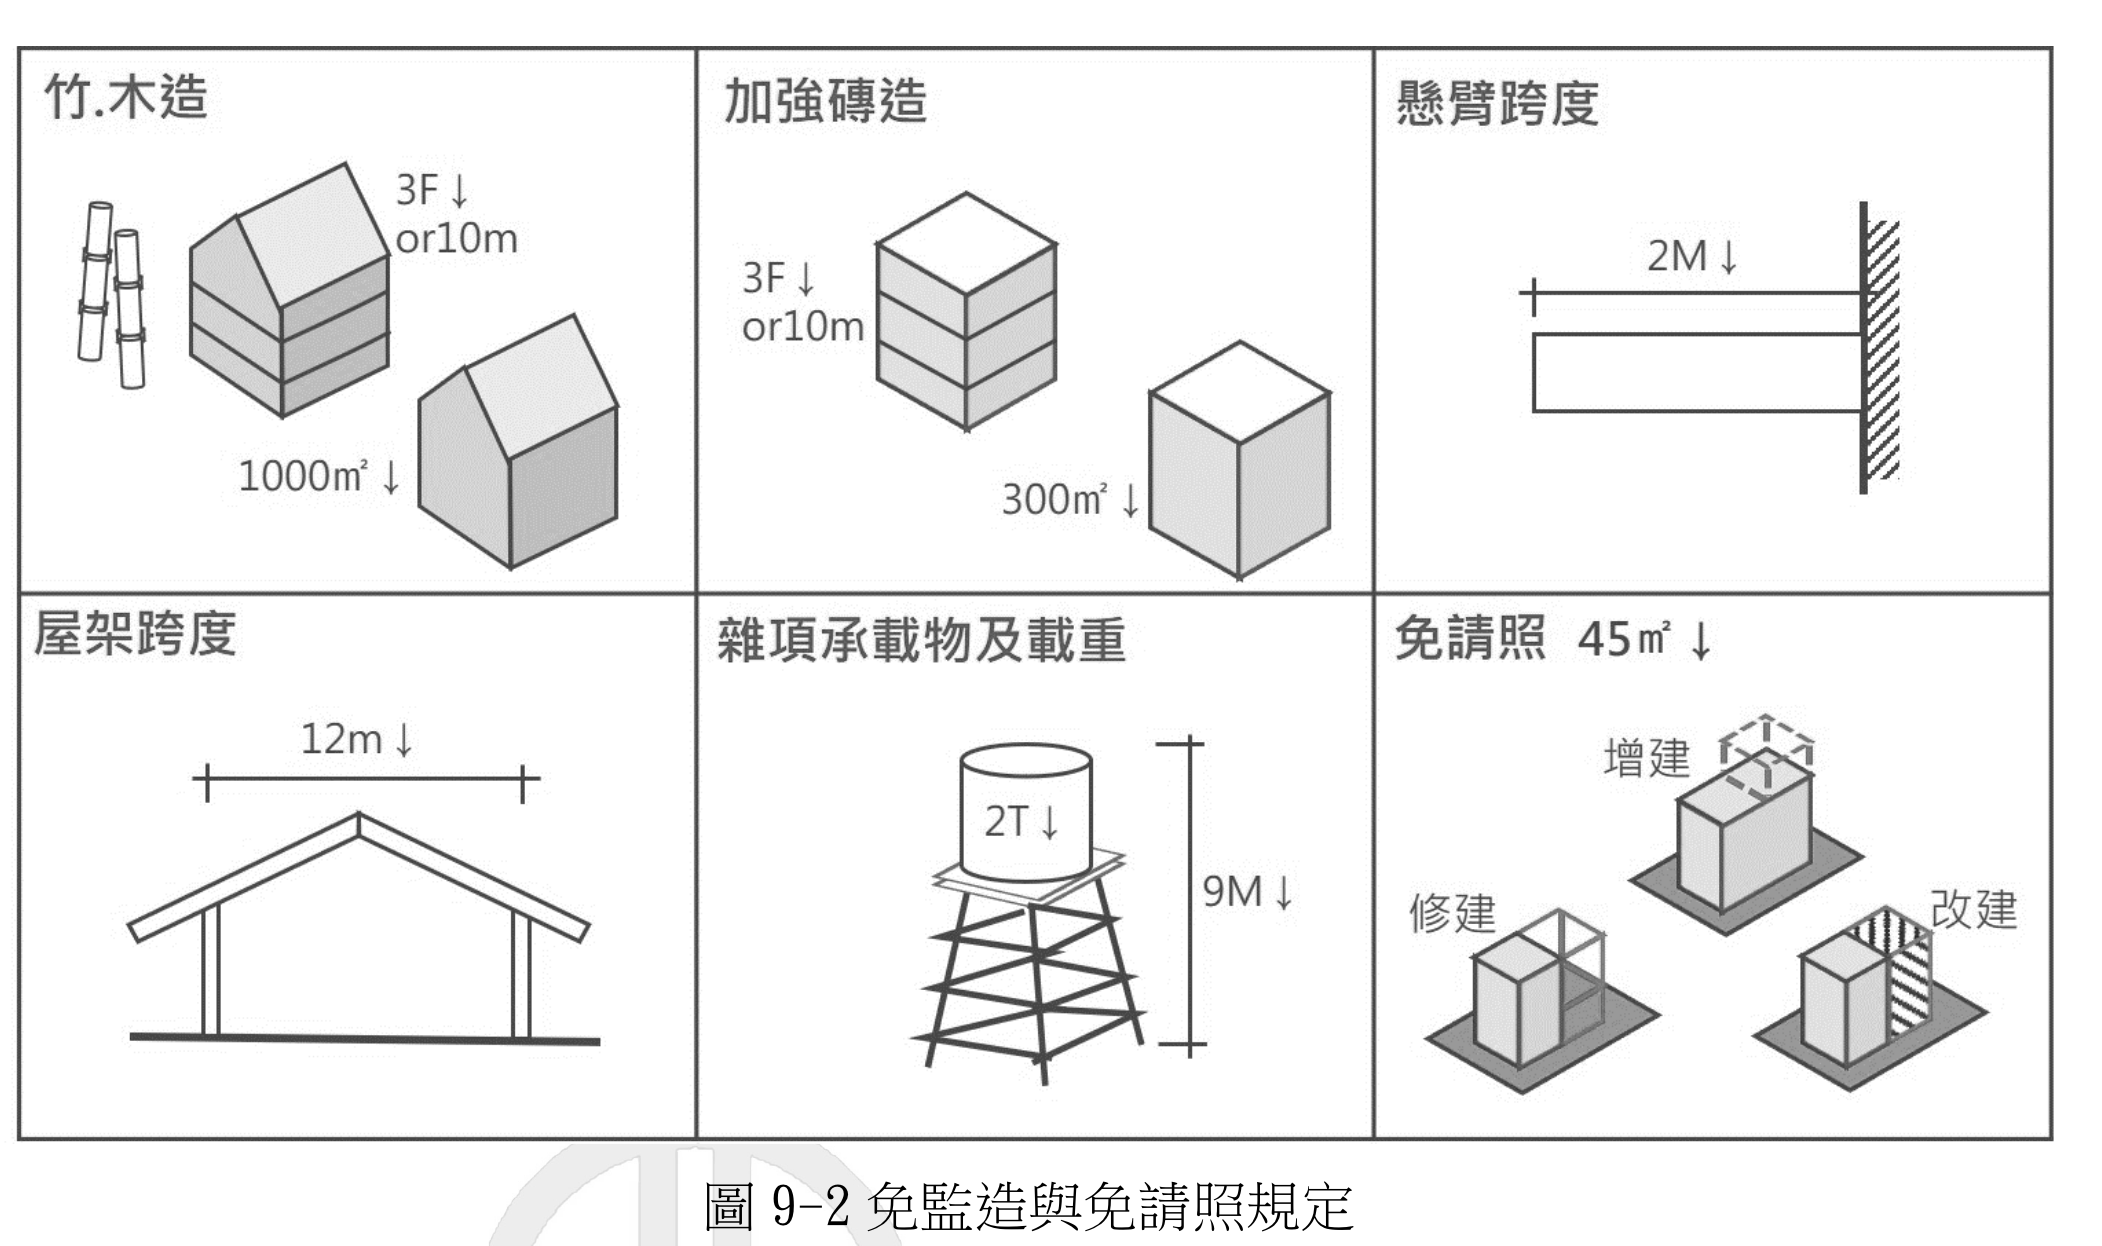 竹.木造
3F↓
or10m
1000㎡↓
加強磚造
3F↓
or10m
300㎡↓
懸臂跨度
2M↓
屋架跨度
12m↓
雜項承載物及載重
2T↓
9M↓
免請照 45㎡↓
增建
修建
改建
圖 9-2 免監造與免請照規定